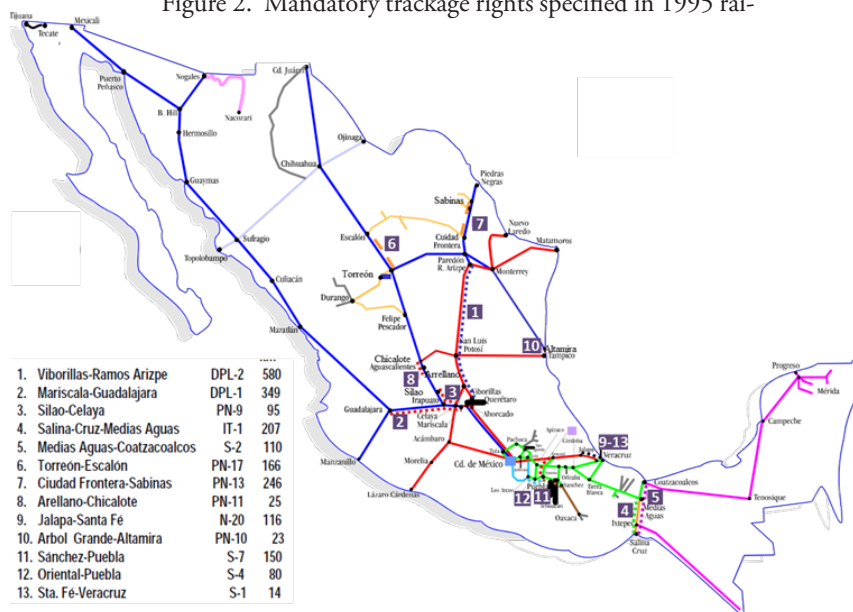 Figure 2. Mandatory trackage rights specified in 1995 rai-
Tijuana
Tecate
Mexicali
Puerto
Peñasco
Nogales
B. Hill
Nacozari
Hermosillo
Guaymas
Cd. Juárez
Ojinaga
Chihuahua
Sufragio
Topolobampo
Culiacán
Mazatlán
Piedras
Negras
Sabinas
7
Escalón
6
Cuidad
Frontera
Nuevo
Laredo
Matamoros
Paredón
R. Arizpe
Monterrey
Torreón
Durango
Felipe
Pescador
1
10
Altamira
Tampico
San Luis
Potosí
Chicalote
Aguascalientes
8
Arrellano
Silao
Irapuato
3
Viborillas
Querétaro
Ahorcado
Guadalajara
2
Celaya
Mariscala
Acámbaro
Manzanillo
Morelia
Lázaro Cárdenas
Cd. de México
Pachuca
Puebla
12
11
Oaxaca
9-13
Veracruz
Tierra
Blanca
Coatzacoalcos
5
4
Medias
Aguas
Ixtepec
Salina
Cruz
Tenosique
Campeche
Progreso
Mérida
1. Viborillas-Ramos Arizpe DPL-2 580
2. Mariscala-Guadalajara DPL-1 349
3. Silao-Celaya PN-9 95
4. Salina-Cruz-Medias Aguas IT-1 207
5. Medias Aguas-Coatzacoalcos S-2 110
6. Torreón-Escalón PN-17 166
7. Ciudad Frontera-Sabinas PN-13 246
8. Arellano-Chicalote PN-11 25
9. Jalapa-Santa Fé N-20 116
10. Arbol Grande-Altamira PN-10 23
11. Sánchez-Puebla S-7 150
12. Oriental-Puebla S-4 80
13. Sta. Fé-Veracruz S-1 14